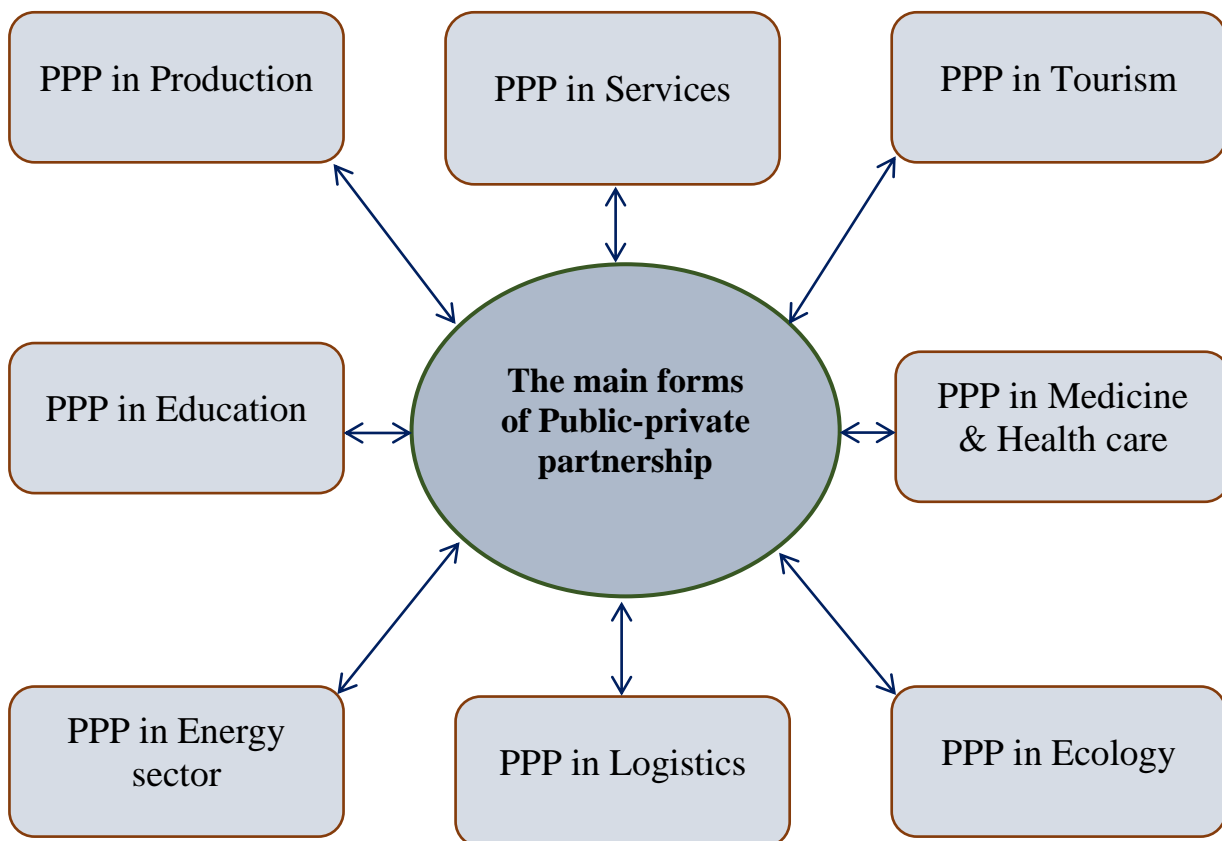 PPP in Production
PPP in Services
PPP in Tourism
PPP in Education
The main forms
of Public-private
partnership
PPP in Medicine
& Health care
PPP in Energy
sector
PPP in Logistics
PPP in Ecology